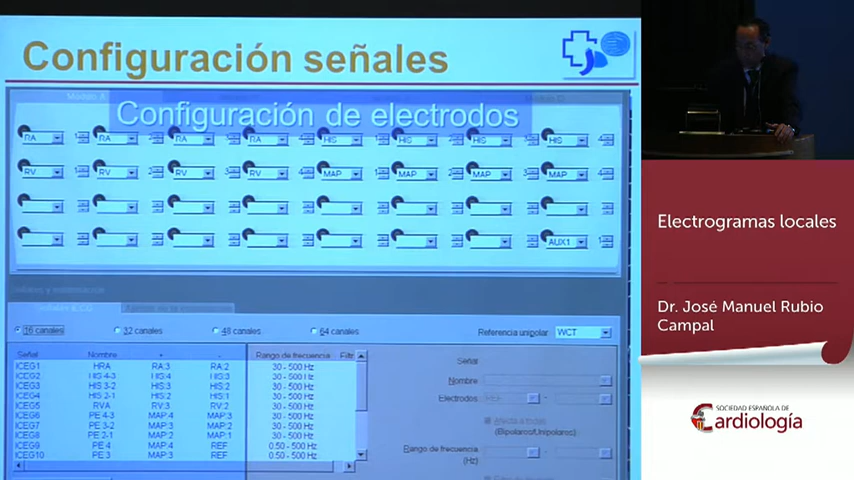 Configuración señales
Configuración de electrodos
RA RA RA RA HIS HIS HIS HIS
RV RV RV RV MAP MAP MAP MAP
AUX1
16 canales 32 canales 48 canales 64 canales Referencia unipolar WCT
Señal Nombre + - Rango de frecuencia Filtr
ICEG1 HRA RA:3 RA:2 30 - 500 Hz
ICEG2 HIS 4-3 HIS:4 HIS:3 30 - 500 Hz
ICEG3 HIS 3-2 HIS:3 HIS:2 30 - 500 Hz
ICEG4 HIS 2-1 HIS:2 HIS:1 30 - 500 Hz
ICEG5 RVA RV:3 RV:2 30 - 500 Hz
ICEG6 PE 4-3 MAP:4 MAP:3 30 - 500 Hz
ICEG7 PE 3-2 MAP:3 MAP:2 30 - 500 Hz
ICEG8 PE 2-1 MAP:2 MAP:1 30 - 500 Hz
ICEG9 PE 4 MAP:4 REF 0.50 - 500 Hz
ICEG10 PE 3 MAP:3 REF 0.50 - 500 Hz
Señal
Nombre
Electrodos
Afecta a todas
(Bipolares/Unipolares)
Rango de frecuencia
(Hz)
Electrogramas locales
Dr. José Manuel Rubio
Campal
SOCIEDAD ESPAÑOLA DE
Cardiología